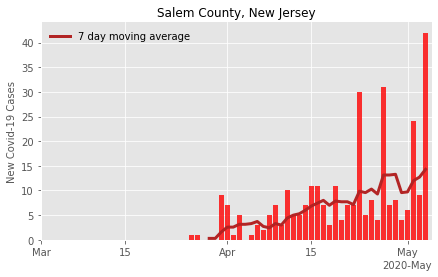 Salem County, New Jersey
7 day moving average
New Covid-19 Cases
40
35
30
25
20
15
10
5
0
Mar
15
Apr
15
May
2020-May